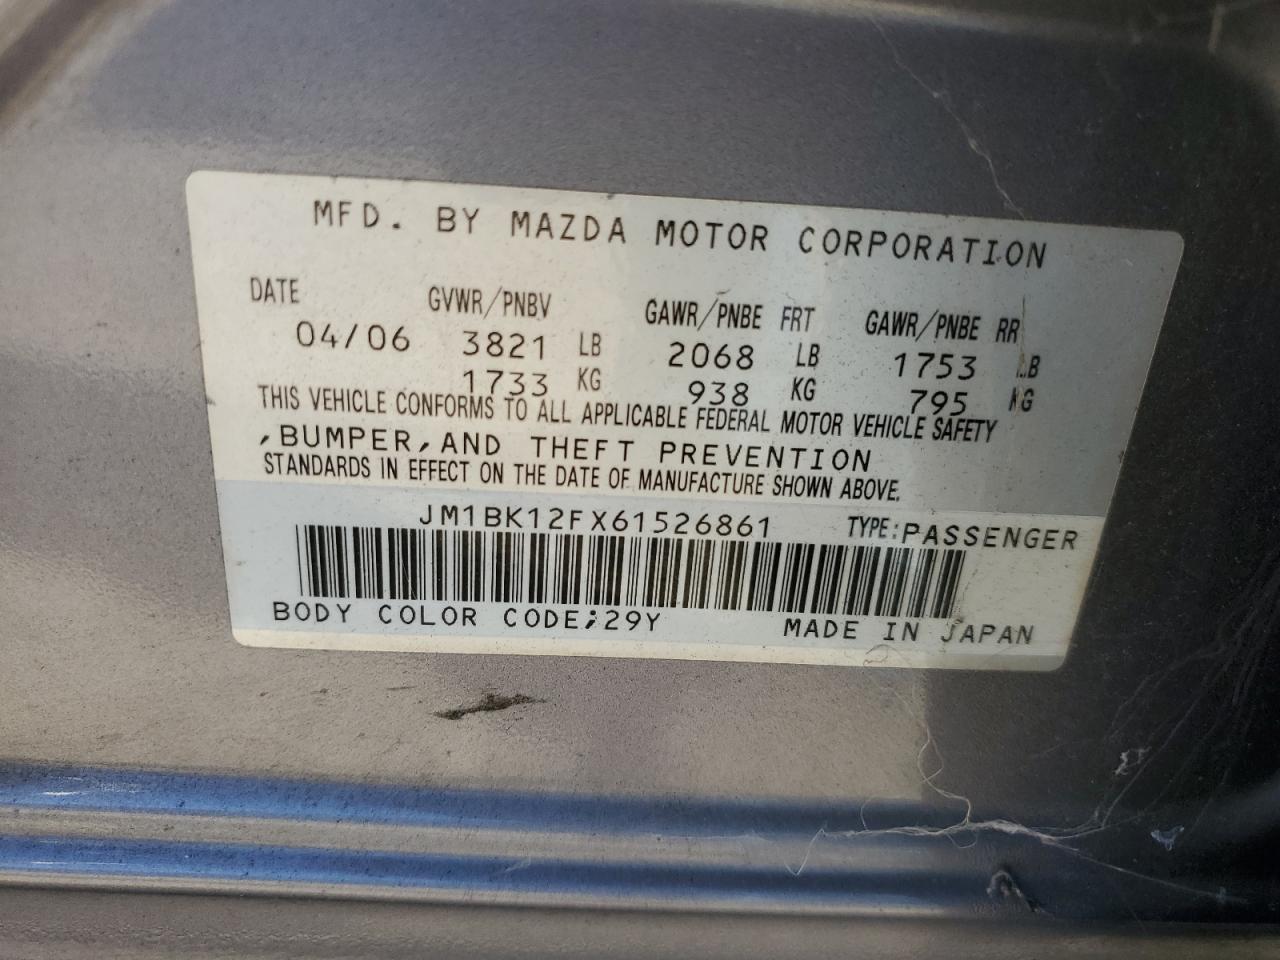 MFD. BY MAZDA MOTOR CORPORATION
DATE GVWR/PNBV GAWR/PNBE FRT GAWR/PNBE RR
04/06 3821 LB 2068 LB 1753 LB
1733 KG 938 KG 795 KG
THIS VEHICLE CONFORMS TO ALL APPLICABLE FEDERAL MOTOR VEHICLE SAFETY
,BUMPER,AND THEFT PREVENTION
STANDARDS IN EFFECT ON THE DATE OF MANUFACTURE SHOWN ABOVE.
JM1BK12FX61526861 TYPE:PASSENGER
BODY COLOR CODE;29Y MADE IN JAPAN